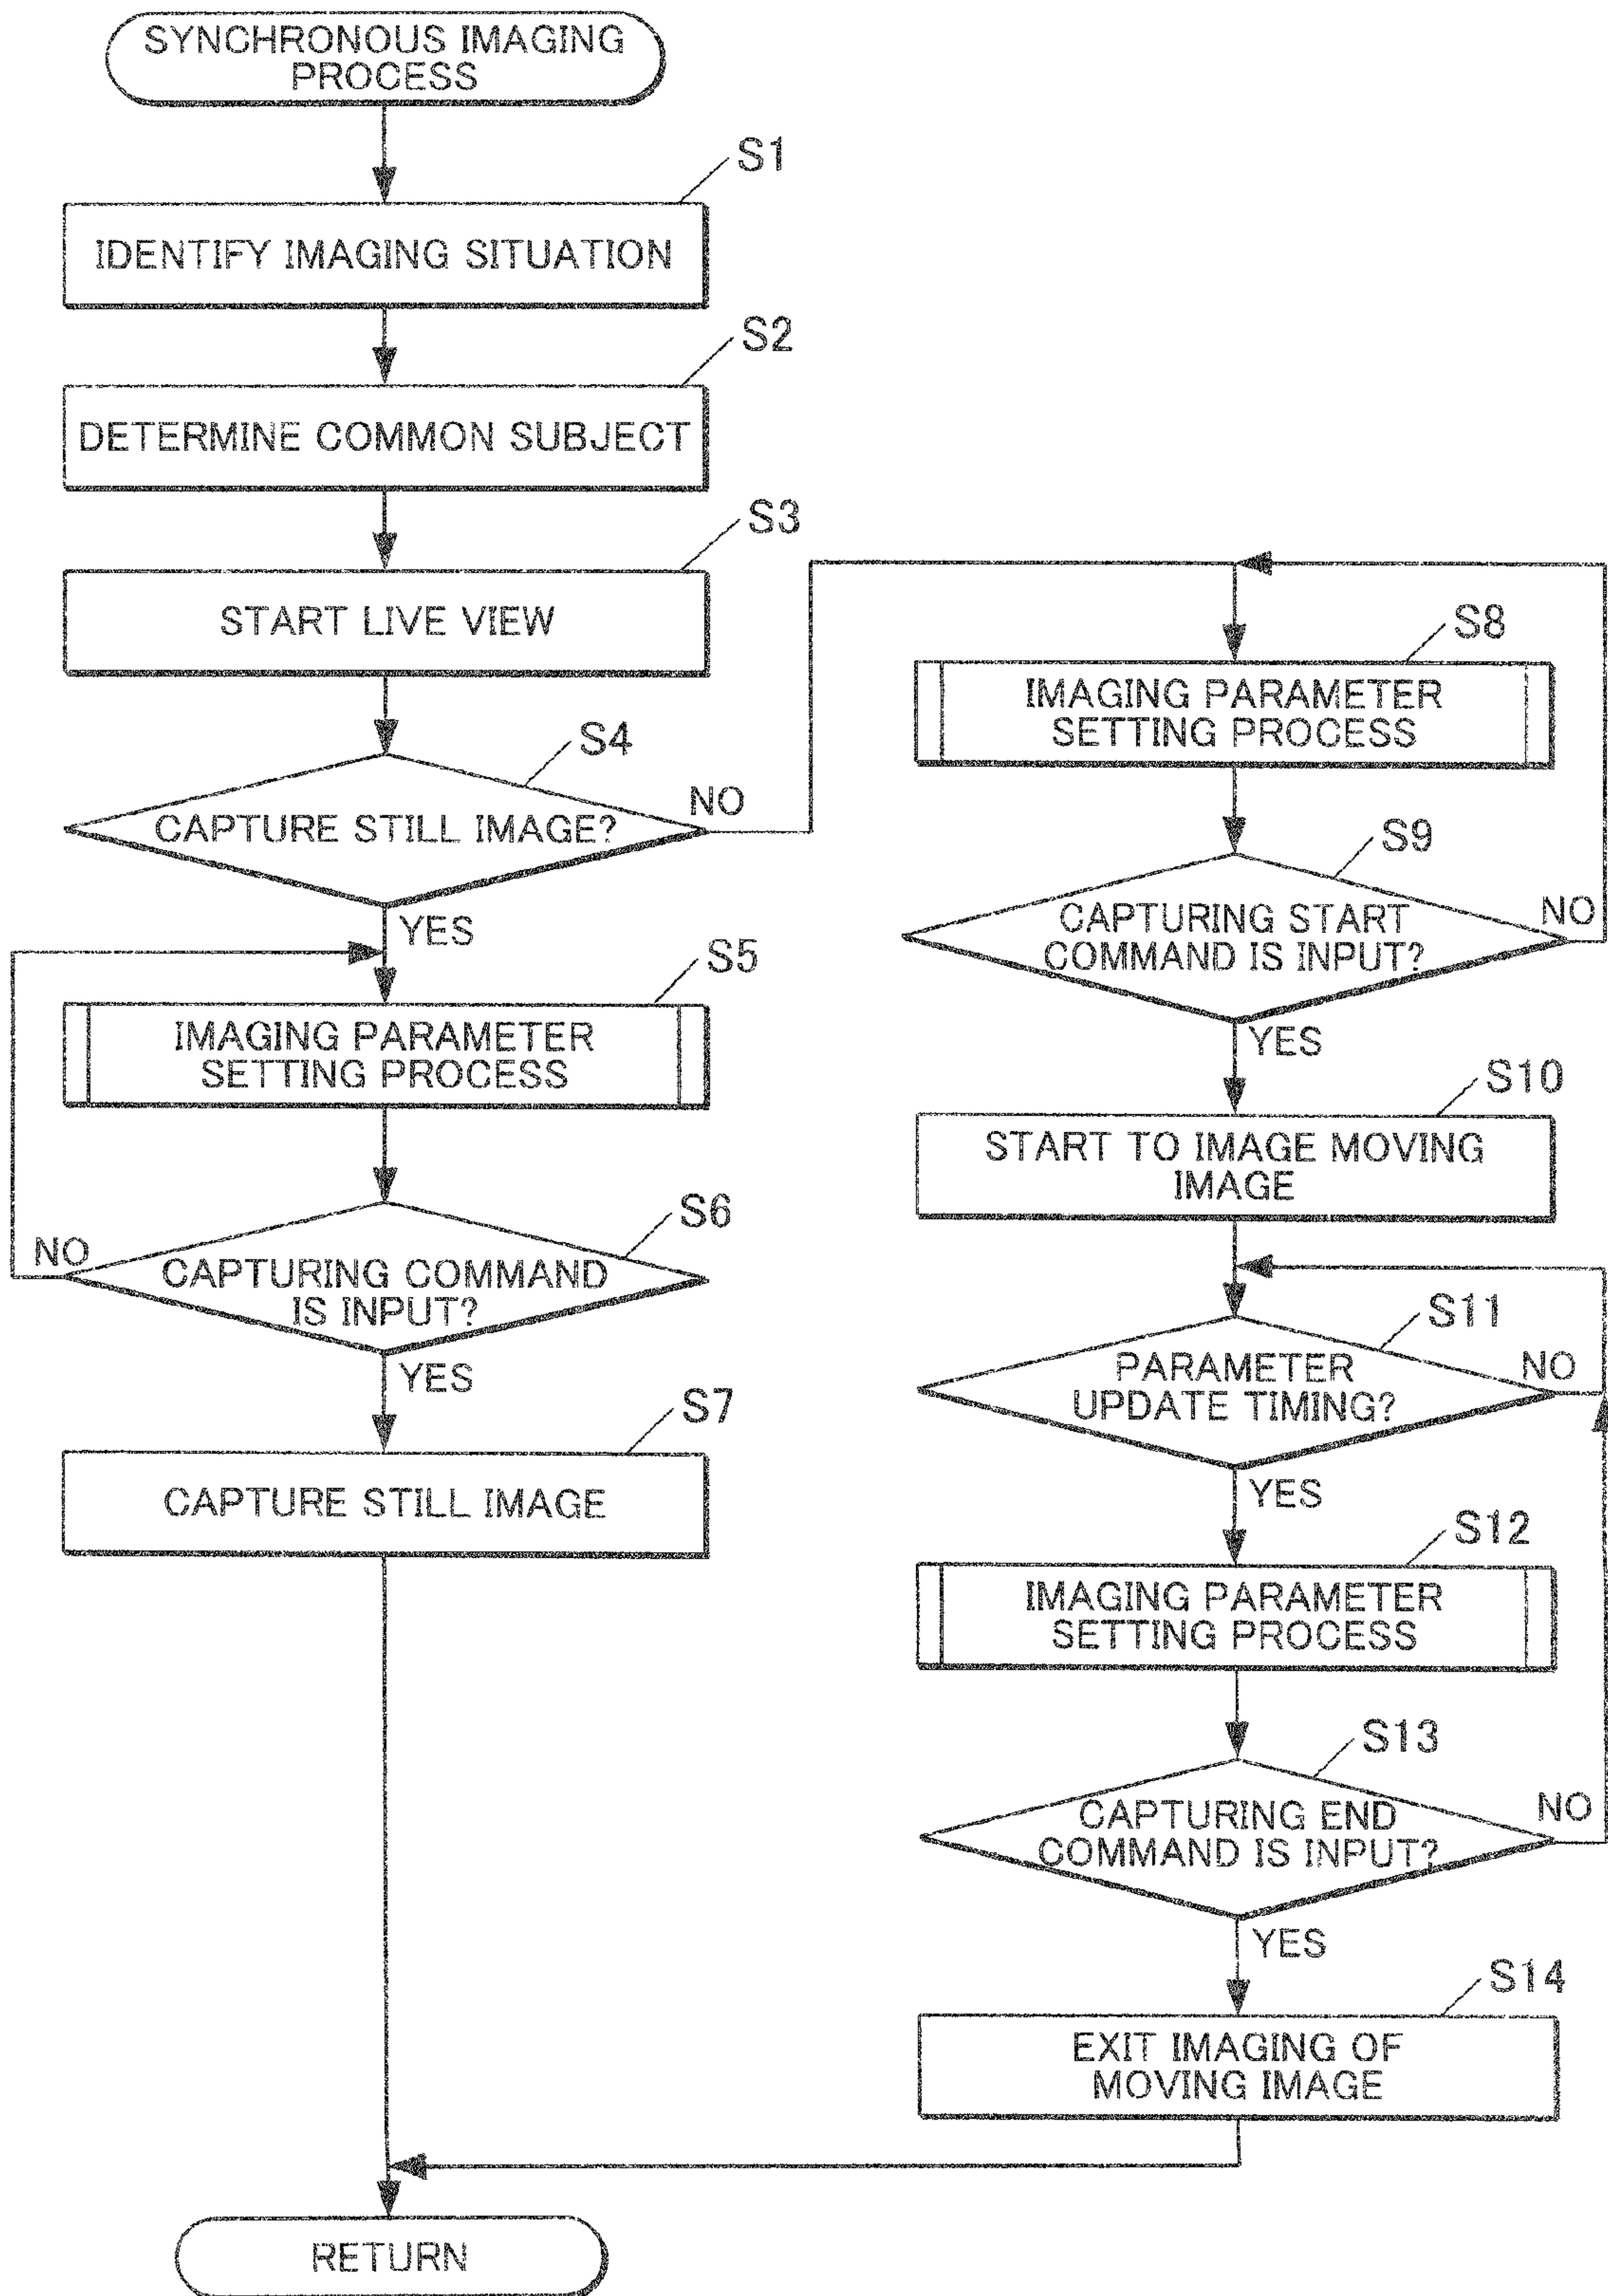 SYNCHRONOUS IMAGING
PROCESS
S1
IDENTIFY IMAGING SITUATION
S2
DETERMINE COMMON SUBJECT
S3
START LIVE VIEW
S4
CAPTURE STILL IMAGE?
NO
YES
S5
IMAGING PARAMETER
SETTING PROCESS
S6
NO
CAPTURING COMMAND
IS INPUT?
YES
S7
CAPTURE STILL IMAGE
S8
IMAGING PARAMETER
SETTING PROCESS
S9
CAPTURING START
COMMAND IS INPUT?
NO
YES
S10
START TO IMAGE MOVING
IMAGE
S11
PARAMETER
UPDATE TIMING?
NO
YES
S12
IMAGING PARAMETER
SETTING PROCESS
S13
CAPTURING END
COMMAND IS INPUT?
NO
YES
S14
EXIT IMAGING OF
MOVING IMAGE
RETURN